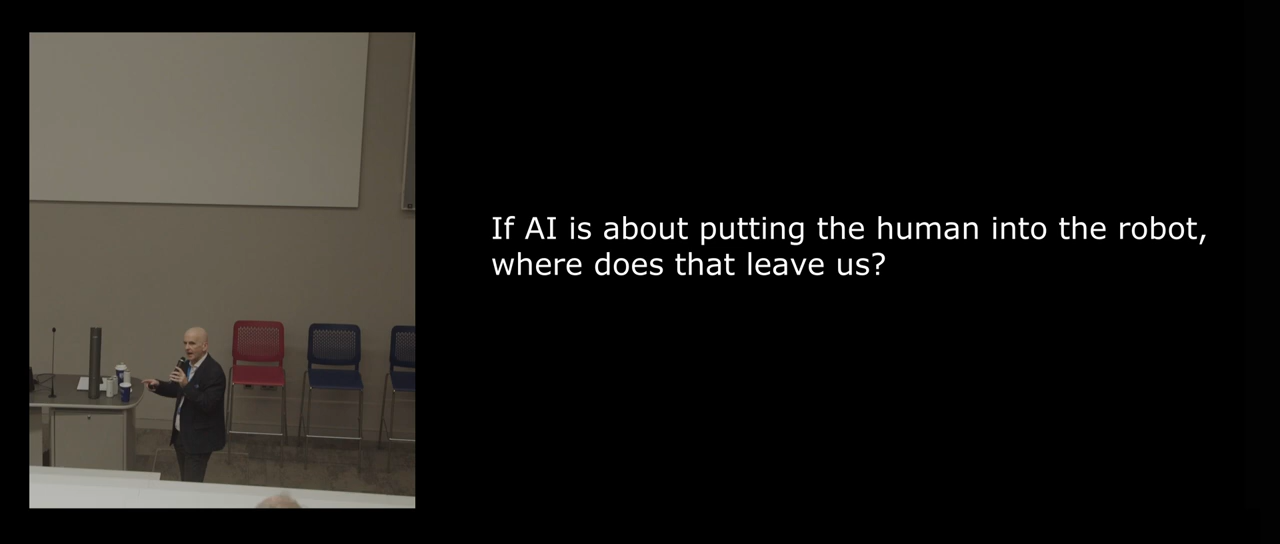 If AI is about putting the human into the robot,
where does that leave us?